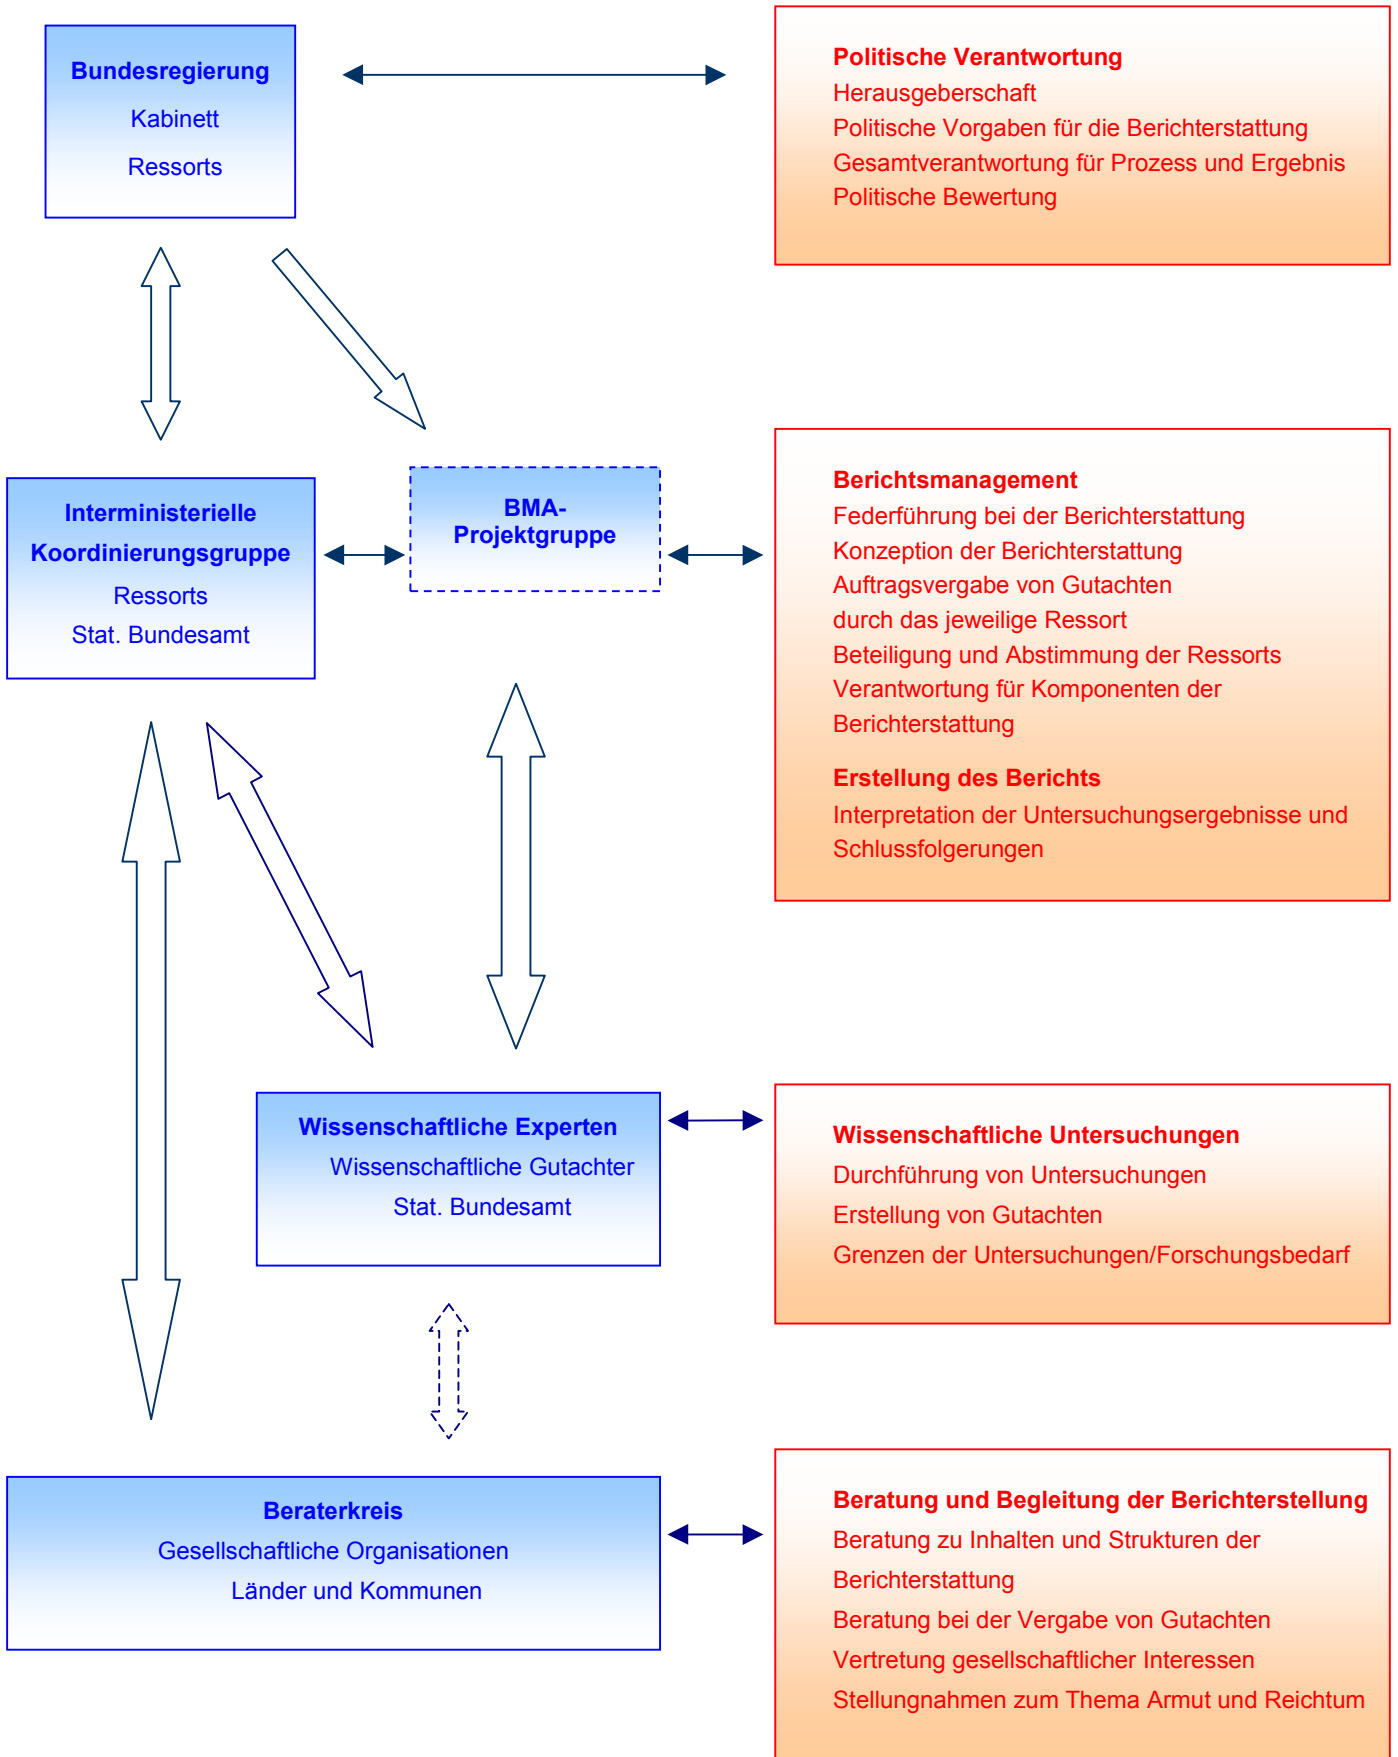 Bundesregierung
Kabinett
Ressorts
Politische Verantwortung
Herausgeberschaft
Politische Vorgaben für die Berichterstattung
Gesamtverantwortung für Prozess und Ergebnis
Politische Bewertung
Interministerielle
Koordinierungsgruppe
Ressorts
Stat. Bundesamt
BMA-
Projektgruppe
Berichtsmanagement
Federführung bei der Berichterstattung
Konzeption der Berichterstattung
Auftragsvergabe von Gutachten
durch das jeweilige Ressort
Beteiligung und Abstimmung der Ressorts
Verantwortung für Komponenten der
Berichterstattung
Erstellung des Berichts
Interpretation der Untersuchungsergebnisse und
Schlussfolgerungen
Wissenschaftliche Experten
Wissenschaftliche Gutachter
Stat. Bundesamt
Wissenschaftliche Untersuchungen
Durchführung von Untersuchungen
Erstellung von Gutachten
Grenzen der Untersuchungen/Forschungsbedarf
Beraterkreis
Gesellschaftliche Organisationen
Länder und Kommunen
Beratung und Begleitung der Berichterstellung
Beratung zu Inhalten und Strukturen der
Berichterstattung
Beratung bei der Vergabe von Gutachten
Vertretung gesellschaftlicher Interessen
Stellungnahmen zum Thema Armut und Reichtum